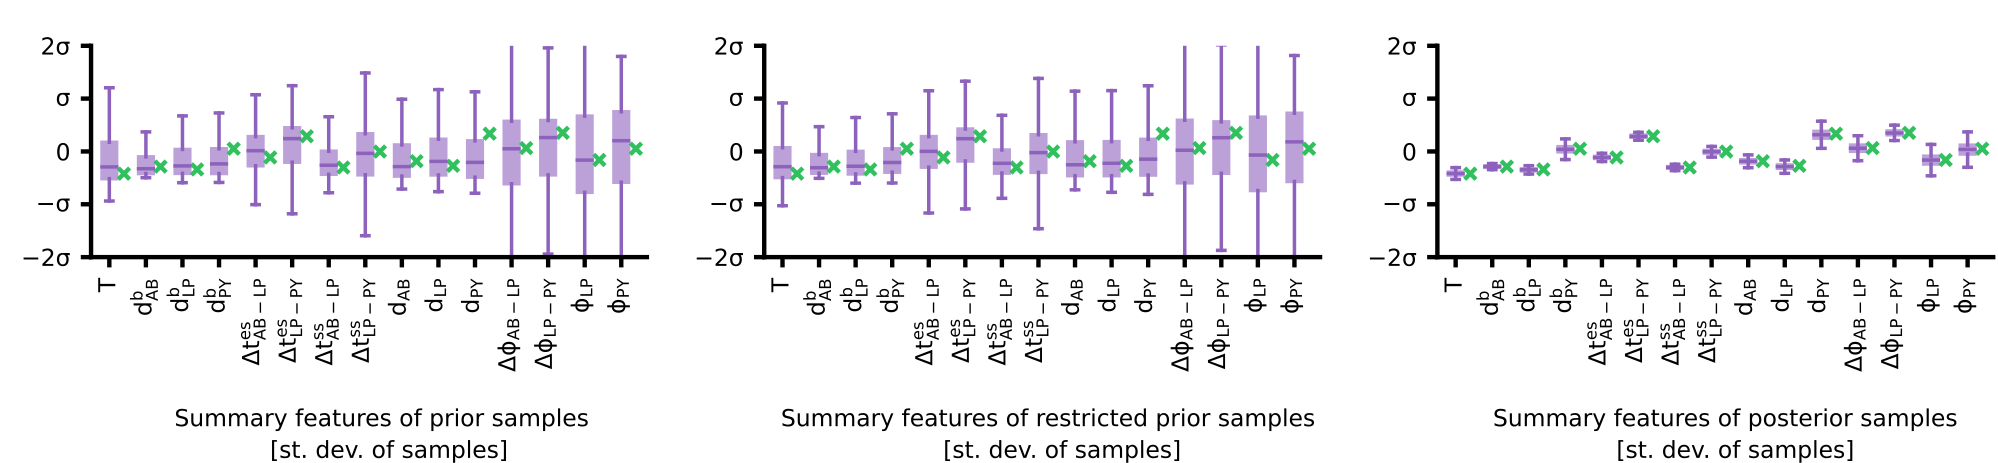 2σ
σ
0
−σ
−2σ
T
d^b_AB
d^b_LP
d^b_PY
Δt^es_AB − LP
Δt^es_LP − PY
Δt^ss_AB − LP
Δt^ss_LP − PY
d_AB
d_LP
d_PY
Δϕ_AB − LP
Δϕ_LP − PY
ϕ_LP
ϕ_PY
Summary features of prior samples
[st. dev. of samples]
2σ
σ
0
−σ
−2σ
T
d^b_AB
d^b_LP
d^b_PY
Δt^es_AB − LP
Δt^es_LP − PY
Δt^ss_AB − LP
Δt^ss_LP − PY
d_AB
d_LP
d_PY
Δϕ_AB − LP
Δϕ_LP − PY
ϕ_LP
ϕ_PY
Summary features of restricted prior samples
[st. dev. of samples]
2σ
σ
0
−σ
−2σ
T
d^b_AB
d^b_LP
d^b_PY
Δt^es_AB − LP
Δt^es_LP − PY
Δt^ss_AB − LP
Δt^ss_LP − PY
d_AB
d_LP
d_PY
Δϕ_AB − LP
Δϕ_LP − PY
ϕ_LP
ϕ_PY
Summary features of posterior samples
[st. dev. of samples]